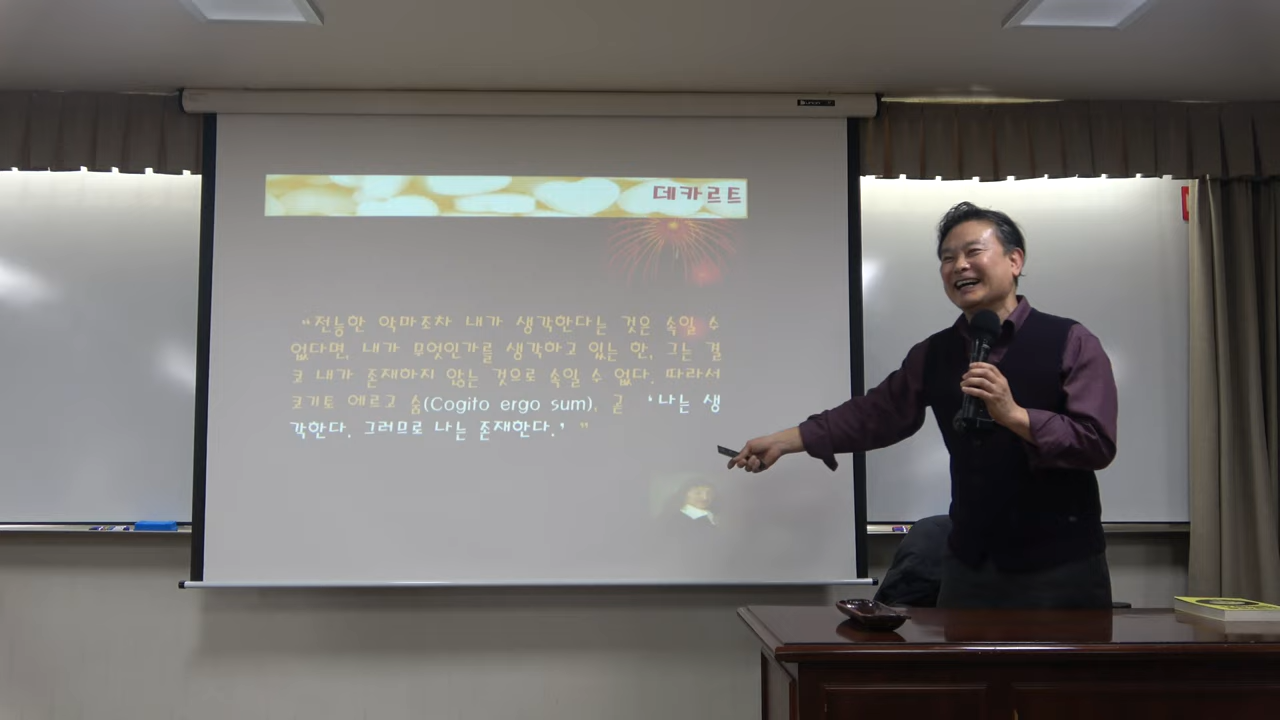 데카르트
“전능한 악마조차 내가 생각한다는 것은 속일 수
없다면, 내가 무엇인가를 생각하고 있는 한, 그는 결
코 내가 존재하지 않는 것으로 속일 수 없다. 따라서
코기토 에르고 숨(Cogito ergo sum), 곧 ‘나는 생
각한다. 그러므로 나는 존재한다.’ ”